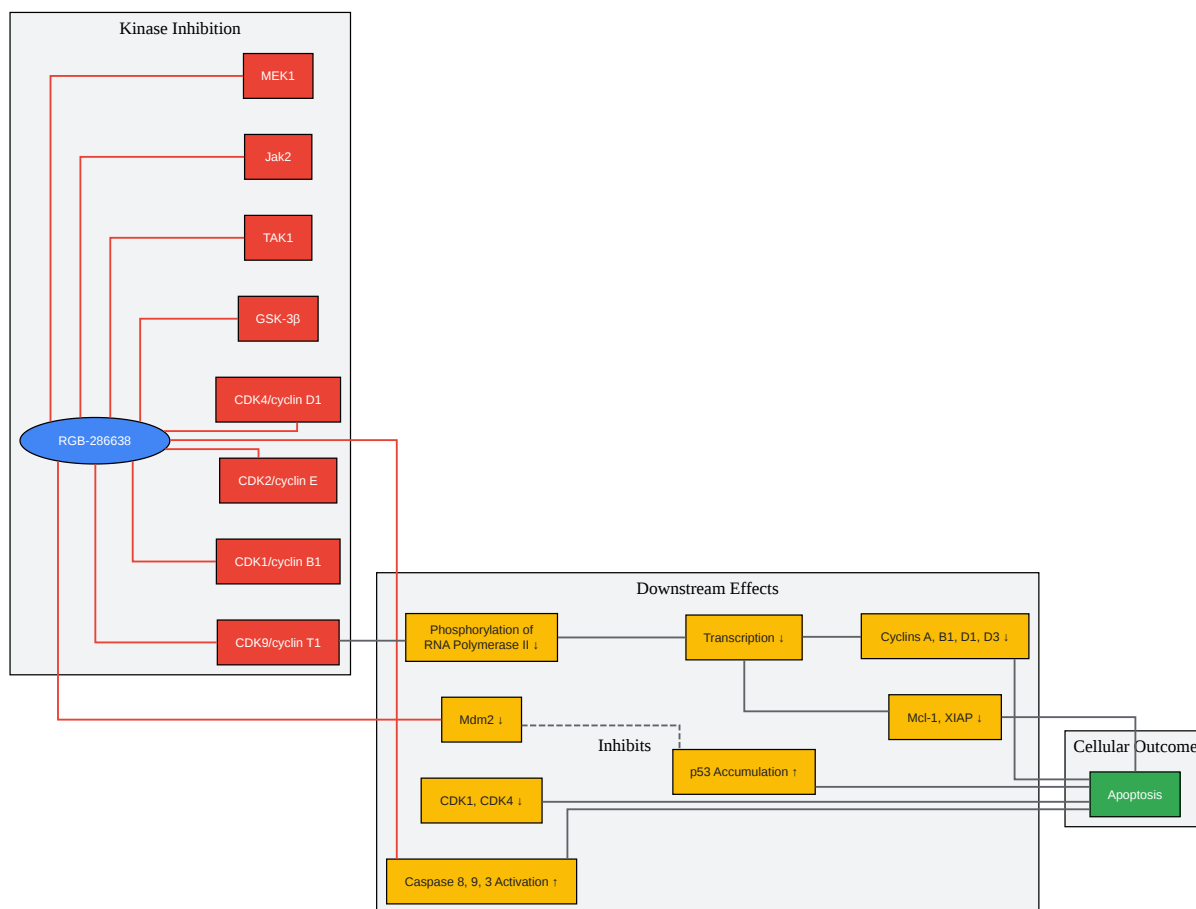 Kinase Inhibition
MEK1
Jak2
TAK1
GSK-3β
CDK4/cyclin D1
RGB-286638
CDK2/cyclin E
CDK1/cyclin B1
CDK9/cyclin T1
Downstream Effects
Phosphorylation of
RNA Polymerase II ↓
Transcription ↓
Cyclins A, B1, D1, D3 ↓
Mdm2 ↓
Inhibits
Mcl-1, XIAP ↓
p53 Accumulation ↑
CDK1, CDK4 ↓
Caspase 8, 9, 3 Activation ↑
Cellular Outcome
Apoptosis